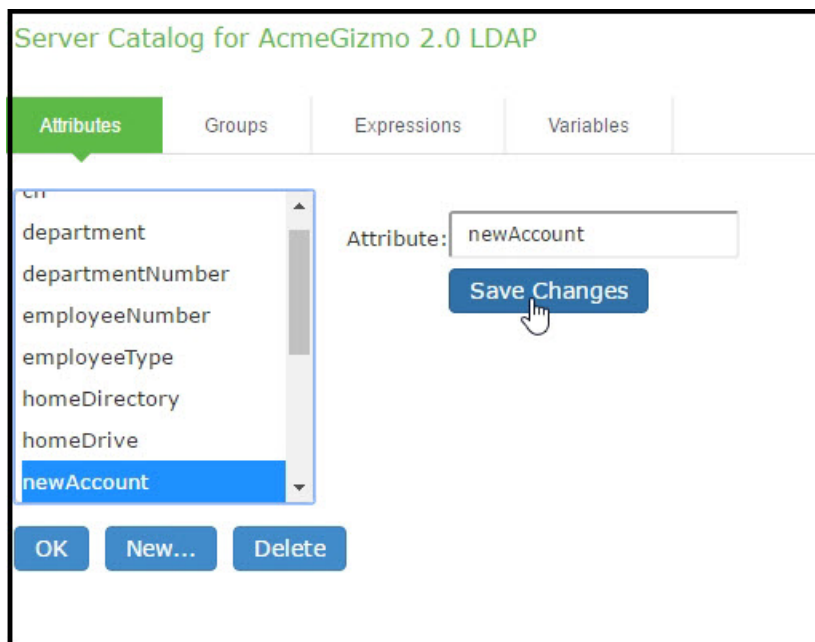 Server Catalog for AcmeGizmo 2.0 LDAP
Attributes Groups Expressions Variables
cn
department
departmentNumber
employeeNumber
employeeType
homeDirectory
homeDrive
newAccount
Attribute: newAccount
Save Changes
OK New... Delete